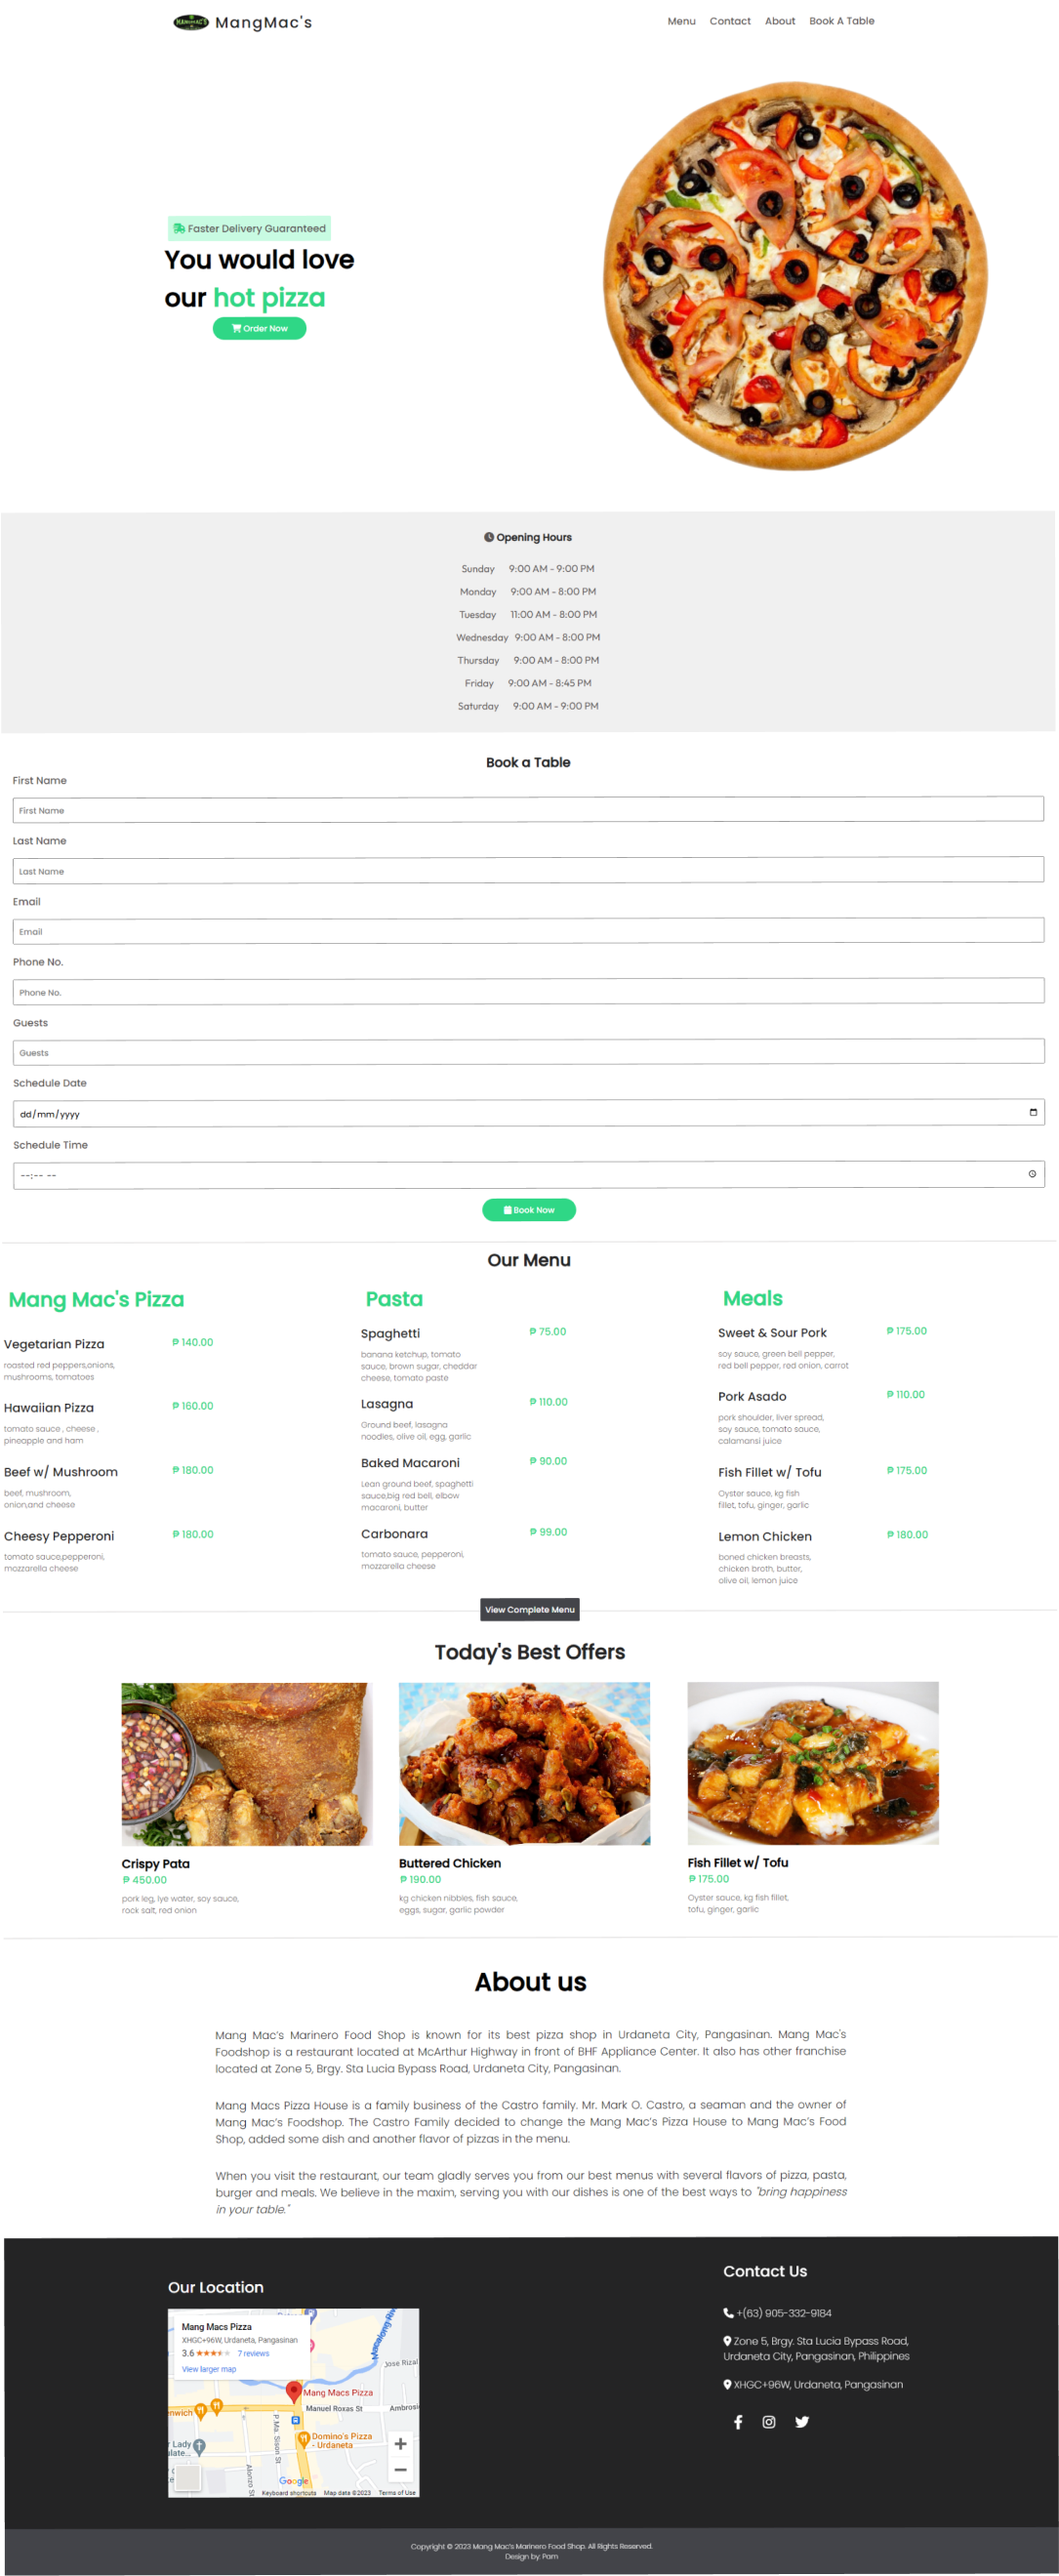 MANGMAC'S MangMac's
Menu Contact About Book A Table
Faster Delivery Guaranteed
You would love
our hot pizza
Order Now
Opening Hours
Sunday 9:00 AM - 9:00 PM
Monday 9:00 AM - 8:00 PM
Tuesday 11:00 AM - 8:00 PM
Wednesday 9:00 AM - 8:00 PM
Thursday 9:00 AM - 8:00 PM
Friday 9:00 AM - 8:45 PM
Saturday 9:00 AM - 9:00 PM
Book a Table
First Name
First Name
Last Name
Last Name
Email
Email
Phone No.
Phone No.
Guests
Guests
Schedule Date
dd/mm/yyyy
Schedule Time
--:-- --
Book Now
Our Menu
Mang Mac's Pizza
Vegetarian Pizza ₱ 140.00
roasted red peppers,onions,
mushrooms, tomatoes
Hawaiian Pizza ₱ 160.00
tomato sauce , cheese ,
pineapple and ham
Beef w/ Mushroom ₱ 180.00
beef, mushroom,
onion,and cheese
Cheesy Pepperoni ₱ 180.00
tomato sauce,pepperoni,
mozzarella cheese
Pasta
Spaghetti ₱ 75.00
banana ketchup, tomato
sauce, brown sugar, cheddar
cheese, tomato paste
Lasagna ₱ 110.00
Ground beef, lasagna
noodles, olive oil, egg, garlic
Baked Macaroni ₱ 90.00
Lean ground beef, spaghetti
sauce,big red bell, elbow
macaroni, butter
Carbonara ₱ 99.00
tomato sauce, pepperoni,
mozzarella cheese
Meals
Sweet & Sour Pork ₱ 175.00
soy sauce, green bell pepper,
red bell pepper, red onion, carrot
Pork Asado ₱ 110.00
pork shoulder, liver spread,
soy sauce, tomato sauce,
calamansi juice
Fish Fillet w/ Tofu ₱ 175.00
Oyster sauce, kg fish
fillet, tofu, ginger, garlic
Lemon Chicken ₱ 180.00
boned chicken breasts,
chicken broth, butter,
olive oil, lemon juice
View Complete Menu
Today's Best Offers
Crispy Pata
₱ 450.00
pork leg, lye water, soy sauce,
rock salt, red onion
Buttered Chicken
₱ 190.00
kg chicken nibbles, fish sauce,
eggs, sugar, garlic powder
Fish Fillet w/ Tofu
₱ 175.00
Oyster sauce, kg fish fillet,
tofu, ginger, garlic
About us
Mang Mac's Marinero Food Shop is known for its best pizza shop in Urdaneta City, Pangasinan. Mang Mac's
Foodshop is a restaurant located at McArthur Highway in front of BHF Appliance Center. It also has other franchise
located at Zone 5, Brgy. Sta Lucia Bypass Road, Urdaneta City, Pangasinan.
Mang Macs Pizza House is a family business of the Castro family. Mr. Mark O. Castro, a seaman and the owner of
Mang Mac's Foodshop. The Castro Family decided to change the Mang Mac's Pizza House to Mang Mac's Food
Shop, added some dish and another flavor of pizzas in the menu.
When you visit the restaurant, our team gladly serves you from our best menus with several flavors of pizza, pasta,
burger and meals. We believe in the maxim, serving you with our dishes is one of the best ways to "bring happiness
in your table."
Our Location
Mang Macs Pizza
XHGC+96W, Urdaneta, Pangasinan
3.6 7 reviews
View larger map
Macalong Riv
Jose Rizal
Mang Macs Pizza
Manuel Roxas St
Ambrosi
enwich
P. Ma. Sison St
Domino's Pizza
- Urdaneta
r Lady
ulate...
Alonzo St
Google
Keyboard shortcuts Map data ©2023 Terms of Use
Contact Us
+(63) 905-332-9184
Zone 5, Brgy. Sta Lucia Bypass Road,
Urdaneta City, Pangasinan, Philippines
XHGC+96W, Urdaneta, Pangasinan
Copyright © 2023 Mang Mac's Marinero Food Shop. All Rights Reserved.
Design by: Pam